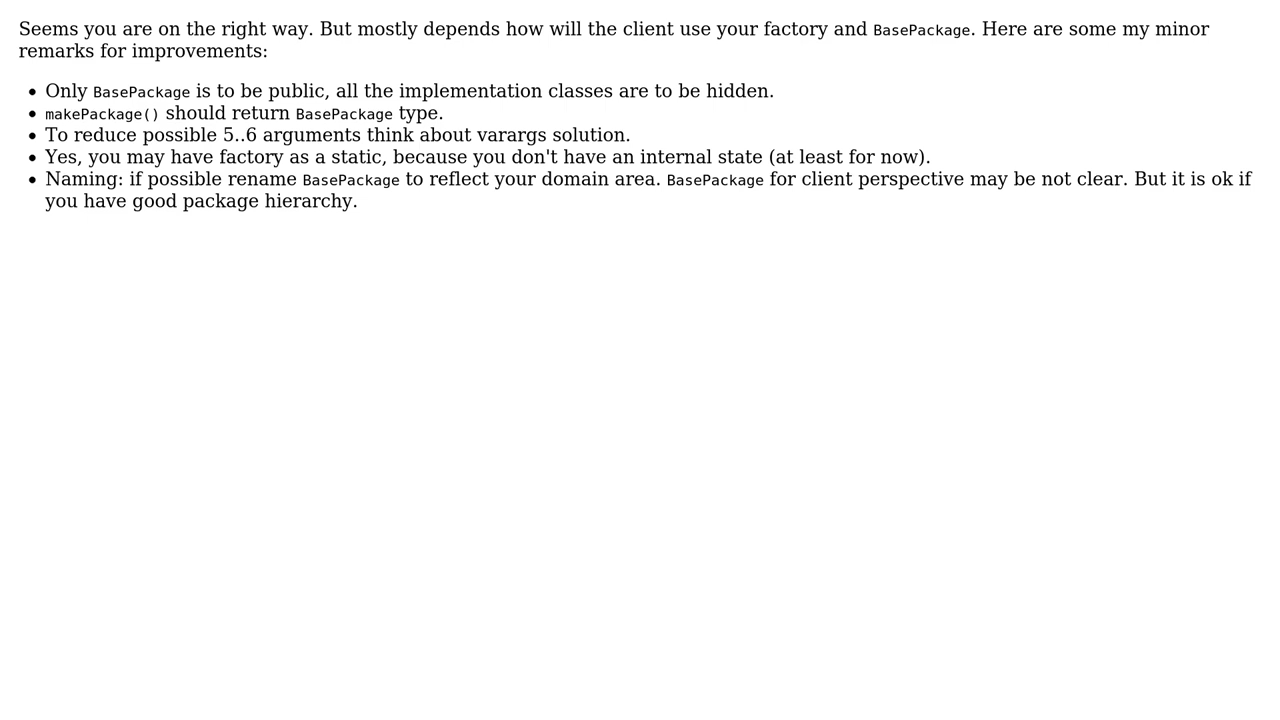 Seems you are on the right way. But mostly depends how will the client use your factory and BasePackage. Here are some my minor
remarks for improvements:
• Only BasePackage is to be public, all the implementation classes are to be hidden.
• makePackage() should return BasePackage type.
• To reduce possible 5..6 arguments think about varargs solution.
• Yes, you may have factory as a static, because you don't have an internal state (at least for now).
• Naming: if possible rename BasePackage to reflect your domain area. BasePackage for client perspective may be not clear. But it is ok if
you have good package hierarchy.